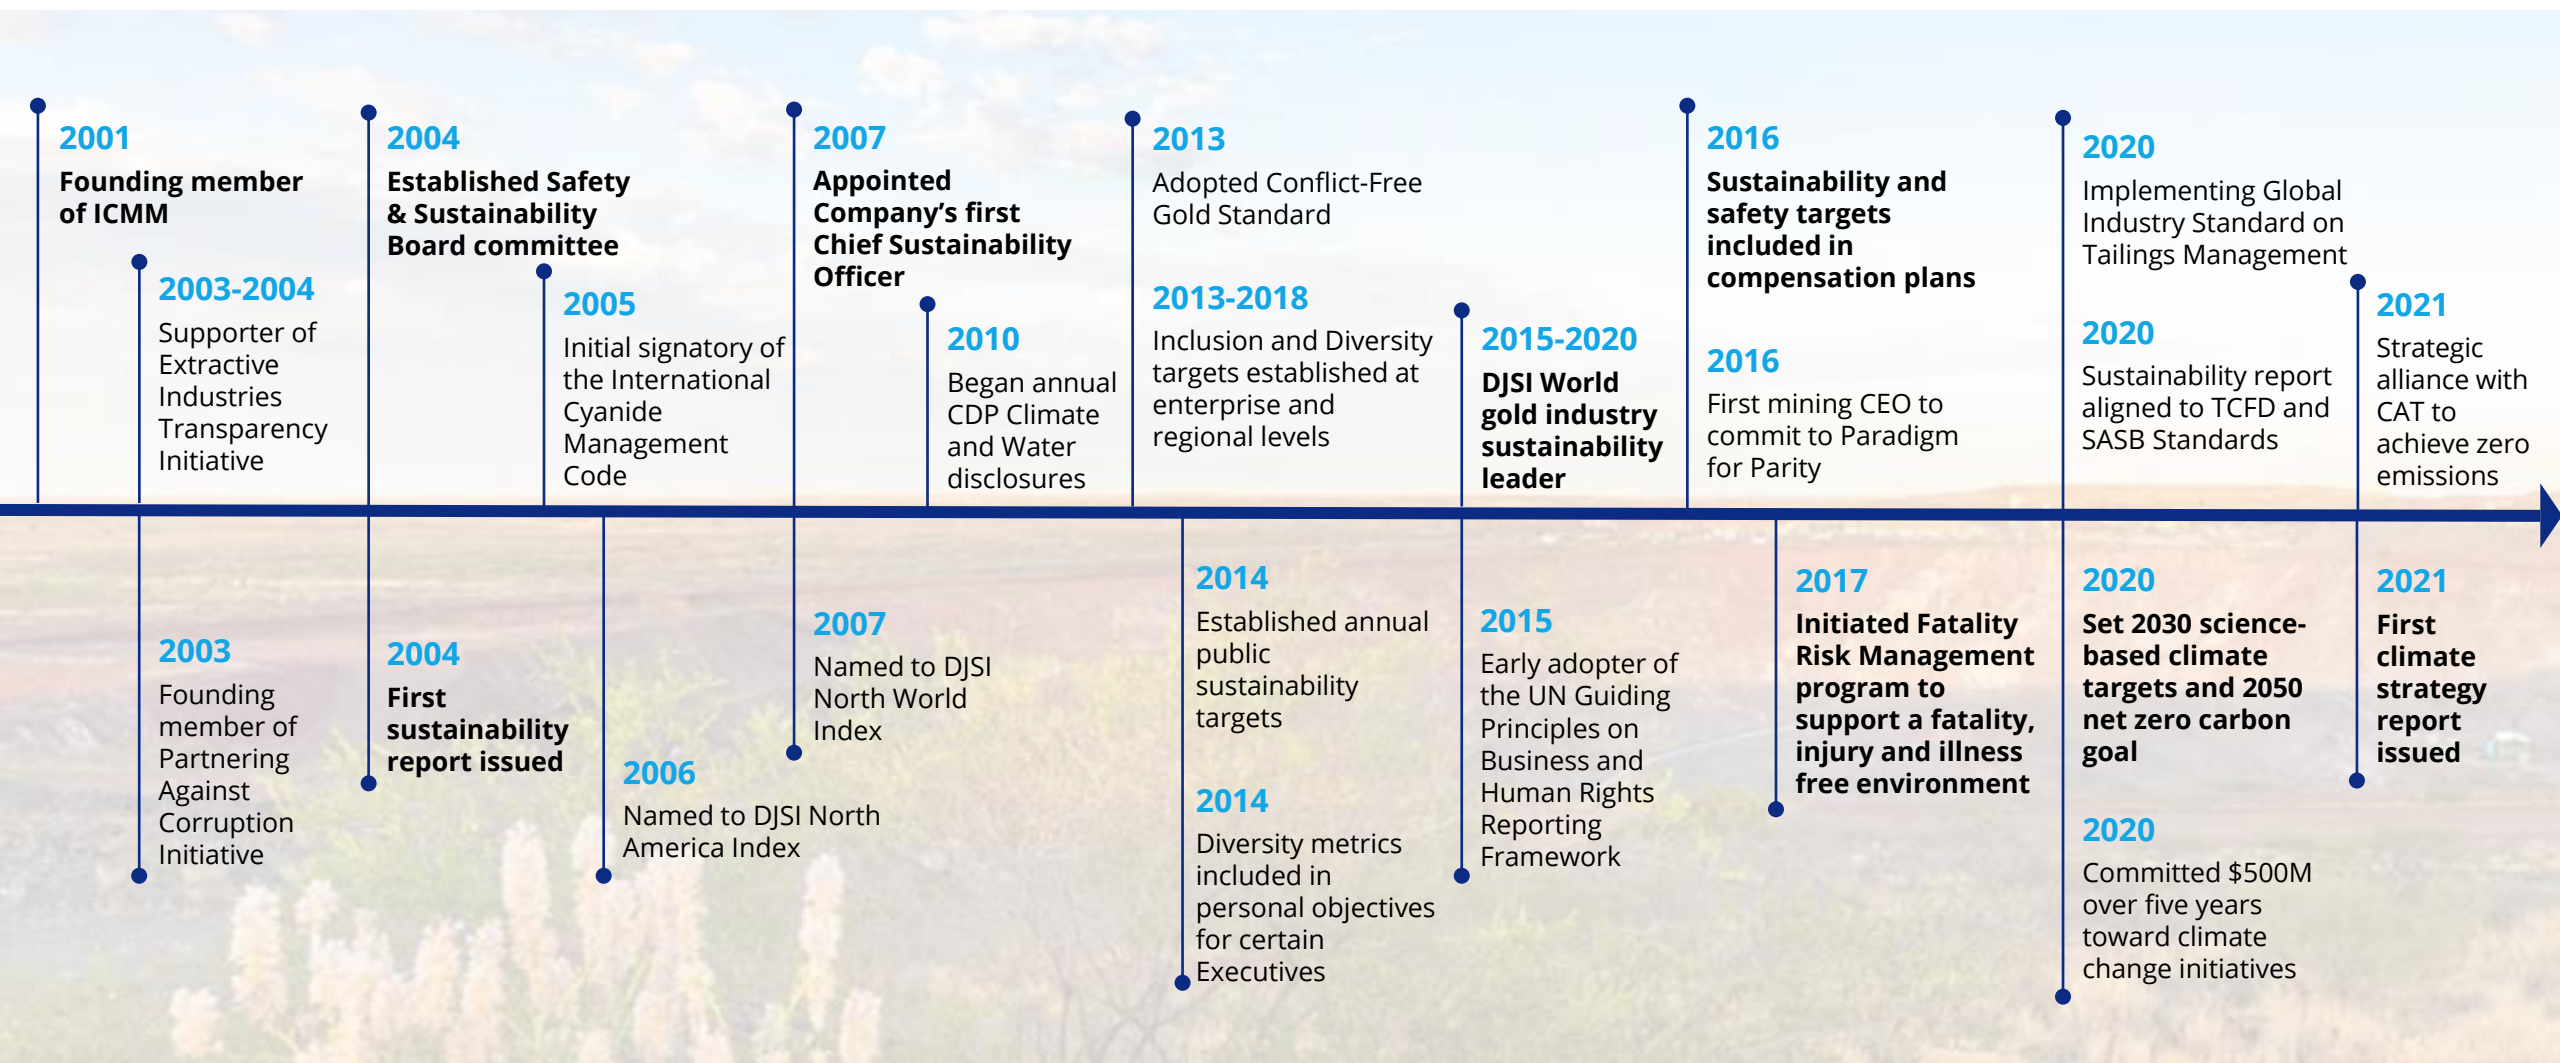 2001
Founding member
of ICMM
2003-2004
Supporter of
Extractive
Industries
Transparency
Initiative
2003
Founding
member of
Partnering
Against
Corruption
Initiative
2004
Established Safety
& Sustainability
Board committee
2004
First
sustainability
report issued
2005
Initial signatory of
the International
Cyanide
Management
Code
2006
Named to DJSI North
America Index
2007
Appointed
Company’s first
Chief Sustainability
Officer
2007
Named to DJSI
North World
Index
2010
Began annual
CDP Climate
and Water
disclosures
2013
Adopted Conflict-Free
Gold Standard
2013-2018
Inclusion and Diversity
targets established at
enterprise and
regional levels
2014
Established annual
public
sustainability
targets
2014
Diversity metrics
included in
personal objectives
for certain
Executives
2015-2020
DJSI World
gold industry
sustainability
leader
2015
Early adopter of
the UN Guiding
Principles on
Business and
Human Rights
Reporting
Framework
2016
Sustainability and
safety targets
included in
compensation plans
2016
First mining CEO to
commit to Paradigm
for Parity
2017
Initiated Fatality
Risk Management
program to
support a fatality,
injury and illness
free environment
2020
Implementing Global
Industry Standard on
Tailings Management
2020
Sustainability report
aligned to TCFD and
SASB Standards
2020
Set 2030 science-
based climate
targets and 2050
net zero carbon
goal
2020
Committed $500M
over five years
toward climate
change initiatives
2021
Strategic
alliance with
CAT to
achieve zero
emissions
2021
First
climate
strategy
report
issued